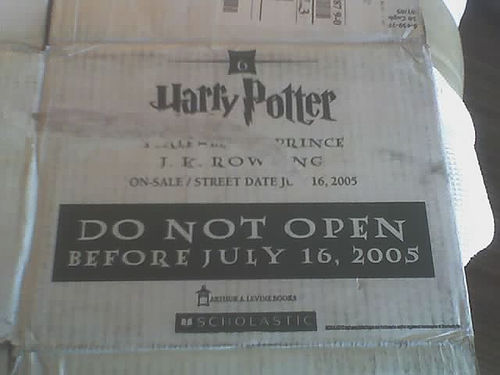 6
Harry Potter
PRINCE
J. K. ROW NG
ON-SALE / STREET DATE JU 16, 2005
DO NOT OPEN
BEFORE JULY 16, 2005
ARTHUR A. LEVINE BOOKS
SCHOLASTIC